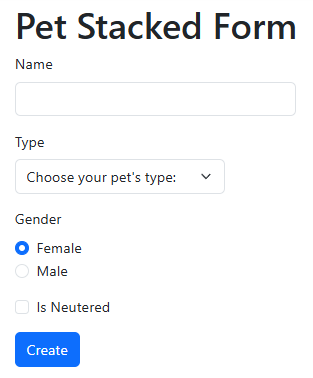 Pet Stacked Form
Name
Type
Choose your pet's type:
Gender
Female
Male
Is Neutered
Create